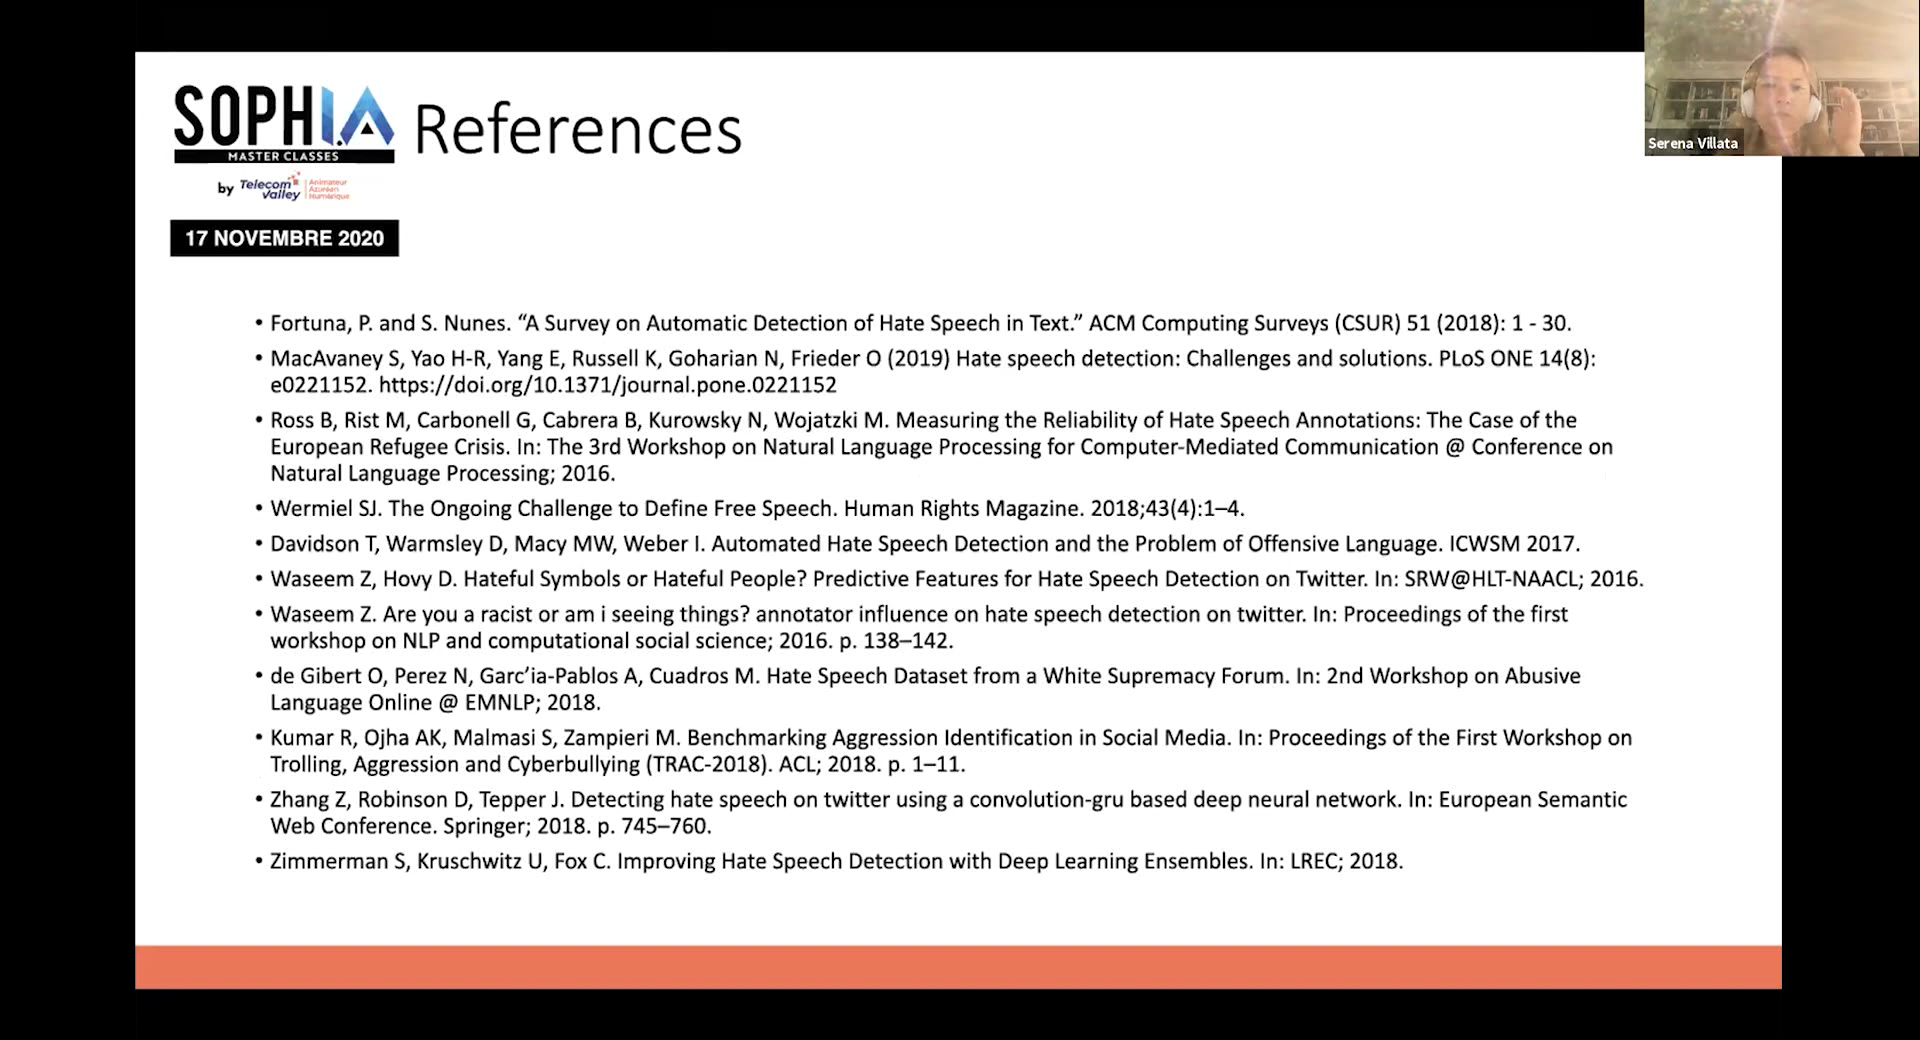 SOPHI.A
MASTER CLASSES
by Telecom Valley
Animateur
Azuréen
Numérique
References
Serena Villata
17 NOVEMBRE 2020
• Fortuna, P. and S. Nunes. “A Survey on Automatic Detection of Hate Speech in Text.” ACM Computing Surveys (CSUR) 51 (2018): 1 - 30.
• MacAvaney S, Yao H-R, Yang E, Russell K, Goharian N, Frieder O (2019) Hate speech detection: Challenges and solutions. PLoS ONE 14(8):
e0221152. https://doi.org/10.1371/journal.pone.0221152
• Ross B, Rist M, Carbonell G, Cabrera B, Kurowsky N, Wojatzki M. Measuring the Reliability of Hate Speech Annotations: The Case of the
European Refugee Crisis. In: The 3rd Workshop on Natural Language Processing for Computer-Mediated Communication @ Conference on
Natural Language Processing; 2016.
• Wermiel SJ. The Ongoing Challenge to Define Free Speech. Human Rights Magazine. 2018;43(4):1–4.
• Davidson T, Warmsley D, Macy MW, Weber I. Automated Hate Speech Detection and the Problem of Offensive Language. ICWSM 2017.
• Waseem Z, Hovy D. Hateful Symbols or Hateful People? Predictive Features for Hate Speech Detection on Twitter. In: SRW@HLT-NAACL; 2016.
• Waseem Z. Are you a racist or am i seeing things? annotator influence on hate speech detection on twitter. In: Proceedings of the first
workshop on NLP and computational social science; 2016. p. 138–142.
• de Gibert O, Perez N, Garc’ia-Pablos A, Cuadros M. Hate Speech Dataset from a White Supremacy Forum. In: 2nd Workshop on Abusive
Language Online @ EMNLP; 2018.
• Kumar R, Ojha AK, Malmasi S, Zampieri M. Benchmarking Aggression Identification in Social Media. In: Proceedings of the First Workshop on
Trolling, Aggression and Cyberbullying (TRAC-2018). ACL; 2018. p. 1–11.
• Zhang Z, Robinson D, Tepper J. Detecting hate speech on twitter using a convolution-gru based deep neural network. In: European Semantic
Web Conference. Springer; 2018. p. 745–760.
• Zimmerman S, Kruschwitz U, Fox C. Improving Hate Speech Detection with Deep Learning Ensembles. In: LREC; 2018.